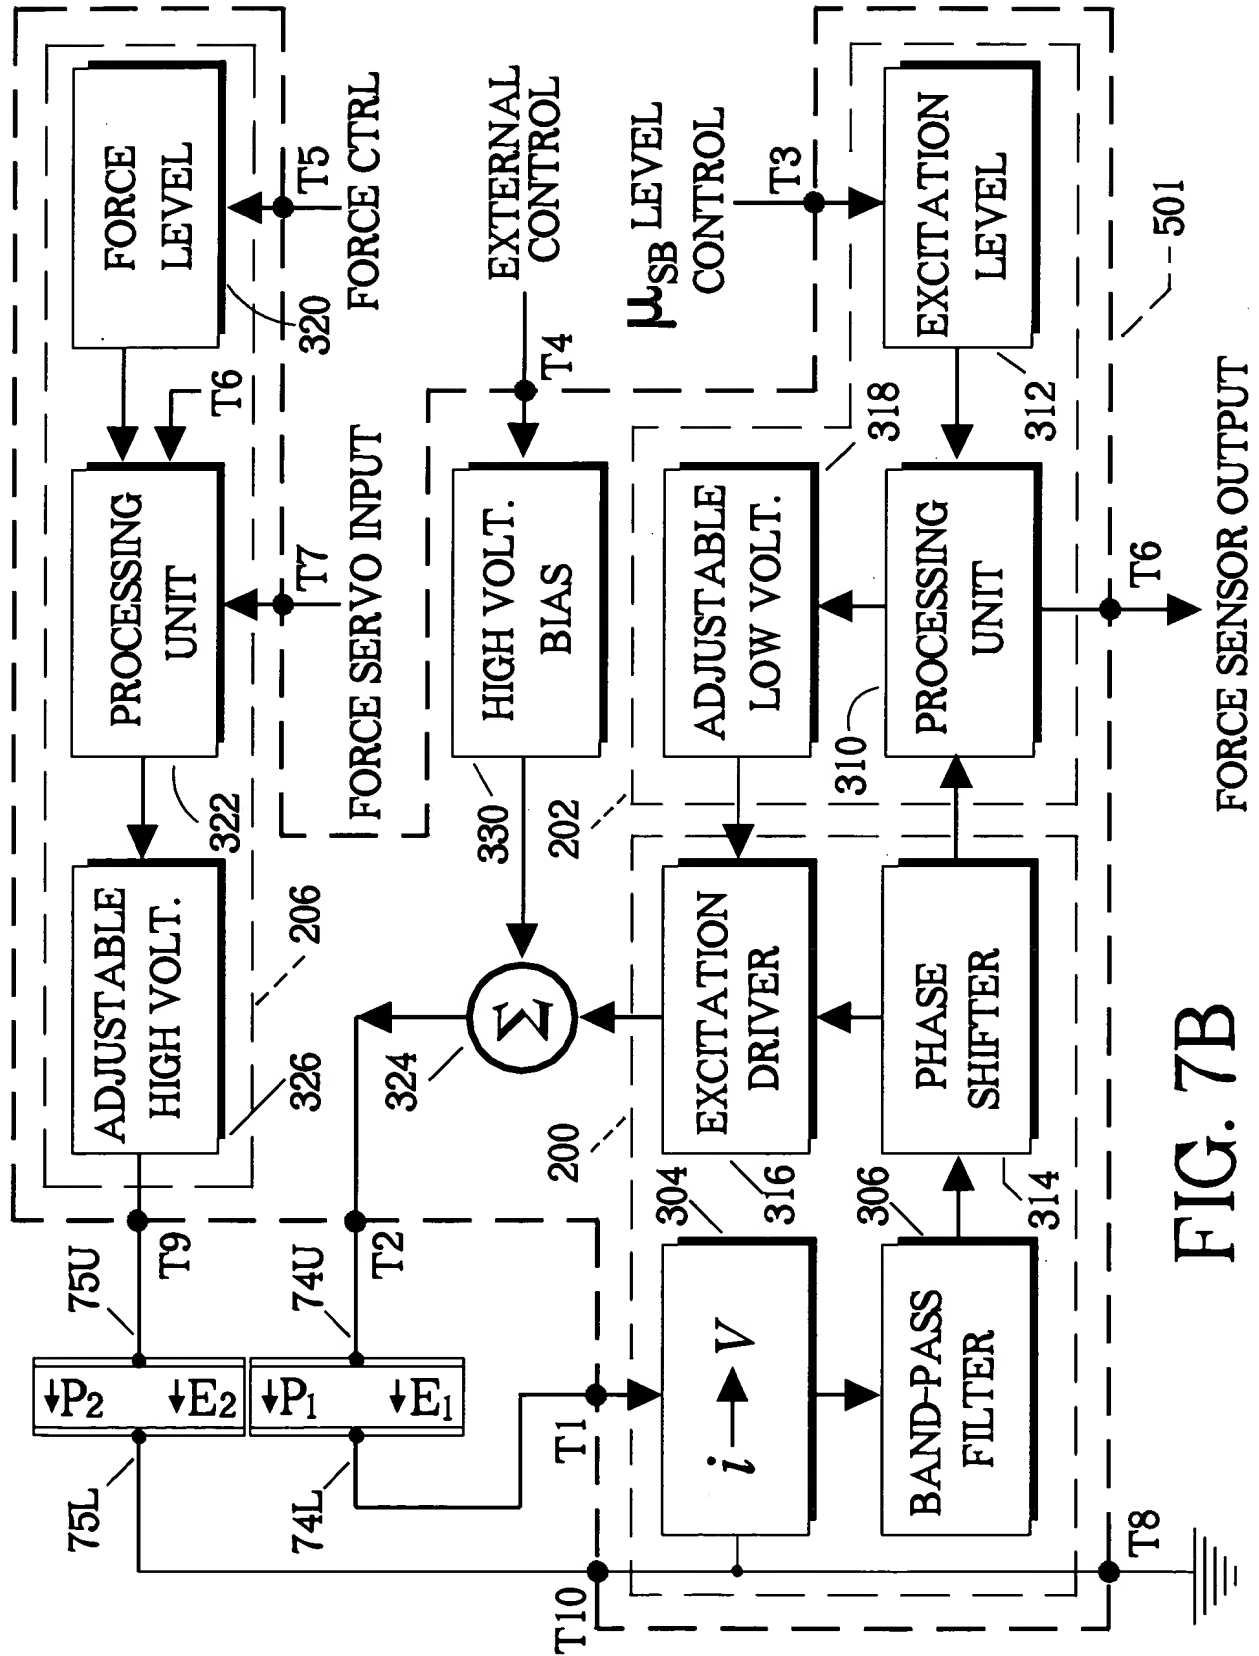 75L
75U
P2
E2
T9
ADJUSTABLE
HIGH VOLT.
326
206
PROCESSING
UNIT
322
T6
FORCE
LEVEL
320
T7
FORCE SERVO INPUT
T5
FORCE CTRL
74L
74U
P1
E1
T2
Σ
324
HIGH VOLT.
BIAS
330
T4
EXTERNAL
CONTROL
T10
T1
200
202
µSB LEVEL
CONTROL
T3
i V
304
EXCITATION
DRIVER
316
ADJUSTABLE
LOW VOLT.
318
BAND-PASS
FILTER
306
PHASE
SHIFTER
314
PROCESSING
UNIT
310
EXCITATION
LEVEL
312
T8
T6
501
FORCE SENSOR OUTPUT
FIG. 7B